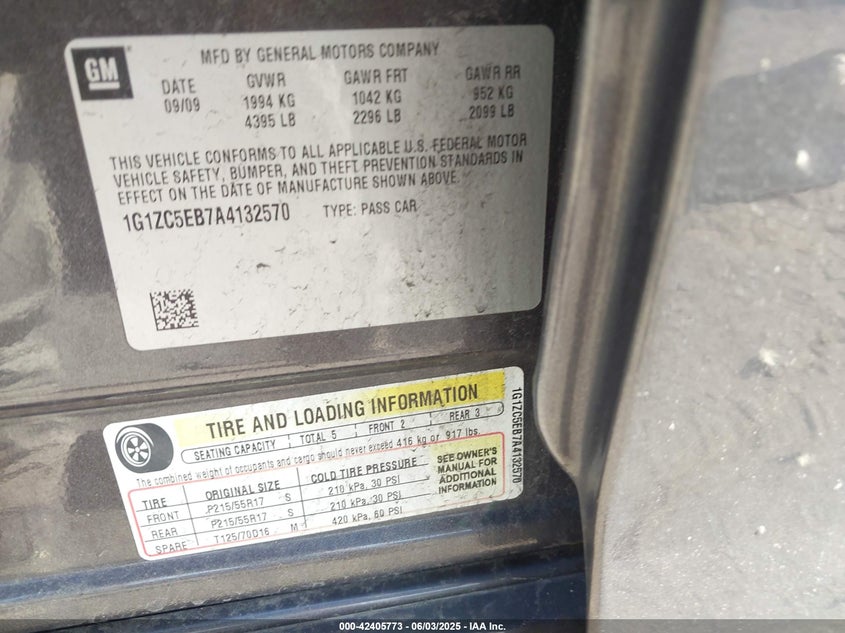 GM
MFD BY GENERAL MOTORS COMPANY
DATE GVWR GAWR FRT GAWR RR
09/09 1994 KG 1042 KG 952 KG
4395 LB 2296 LB 2099 LB
THIS VEHICLE CONFORMS TO ALL APPLICABLE U.S. FEDERAL MOTOR
VEHICLE SAFETY, BUMPER, AND THEFT PREVENTION STANDARDS IN
EFFECT ON THE DATE OF MANUFACTURE SHOWN ABOVE.
1G1ZC5EB7A4132570 TYPE: PASS CAR
TIRE AND LOADING INFORMATION
SEATING CAPACITY TOTAL 5 FRONT 2 REAR 3
The combined weight of occupants and cargo should never exceed 416 kg or 917 lbs.
TIRE ORIGINAL SIZE COLD TIRE PRESSURE
FRONT P215/55R17 S 210 kPa, 30 PSI
REAR P215/55R17 S 210 kPa, 30 PSI
SPARE T125/70D16 M 420 kPa, 60 PSI
SEE OWNER'S
MANUAL FOR
ADDITIONAL
INFORMATION
1G1ZC5EB7A4132570
000-42405773 - 06/03/2025 - IAA Inc.